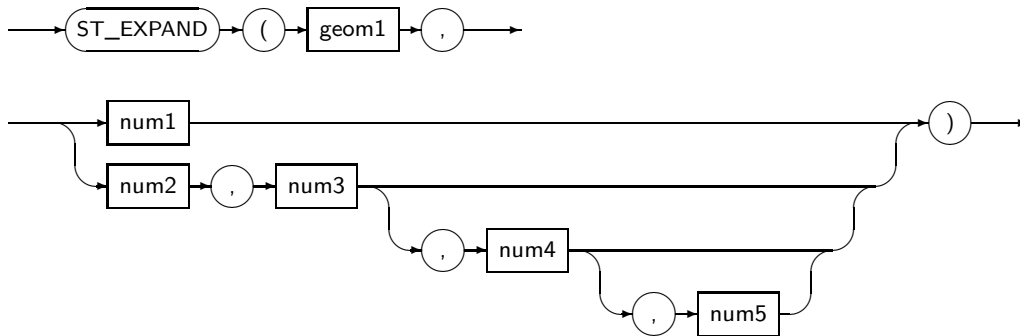 ST_EXPAND ( geom1 ,
num1 )
num2 , num3
, num4
, num5